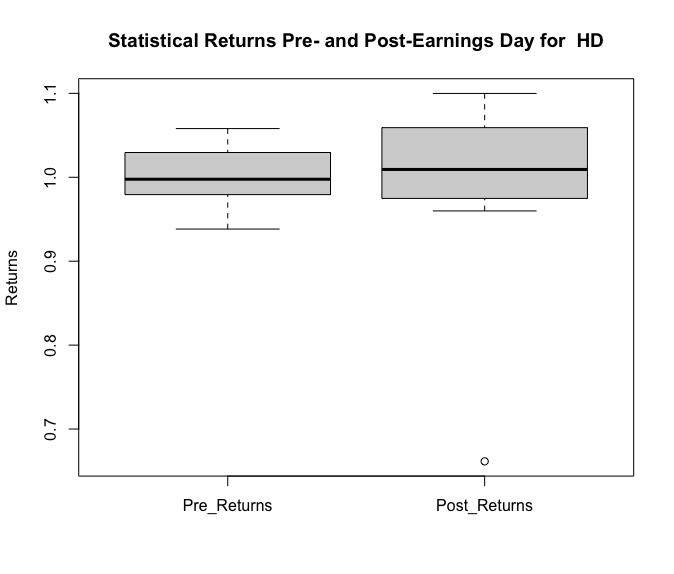 Statistical Returns Pre- and Post-Earnings Day for  HD
1.1
1.0
0.9
0.8
0.7
Returns
Pre_Returns
Post_Returns